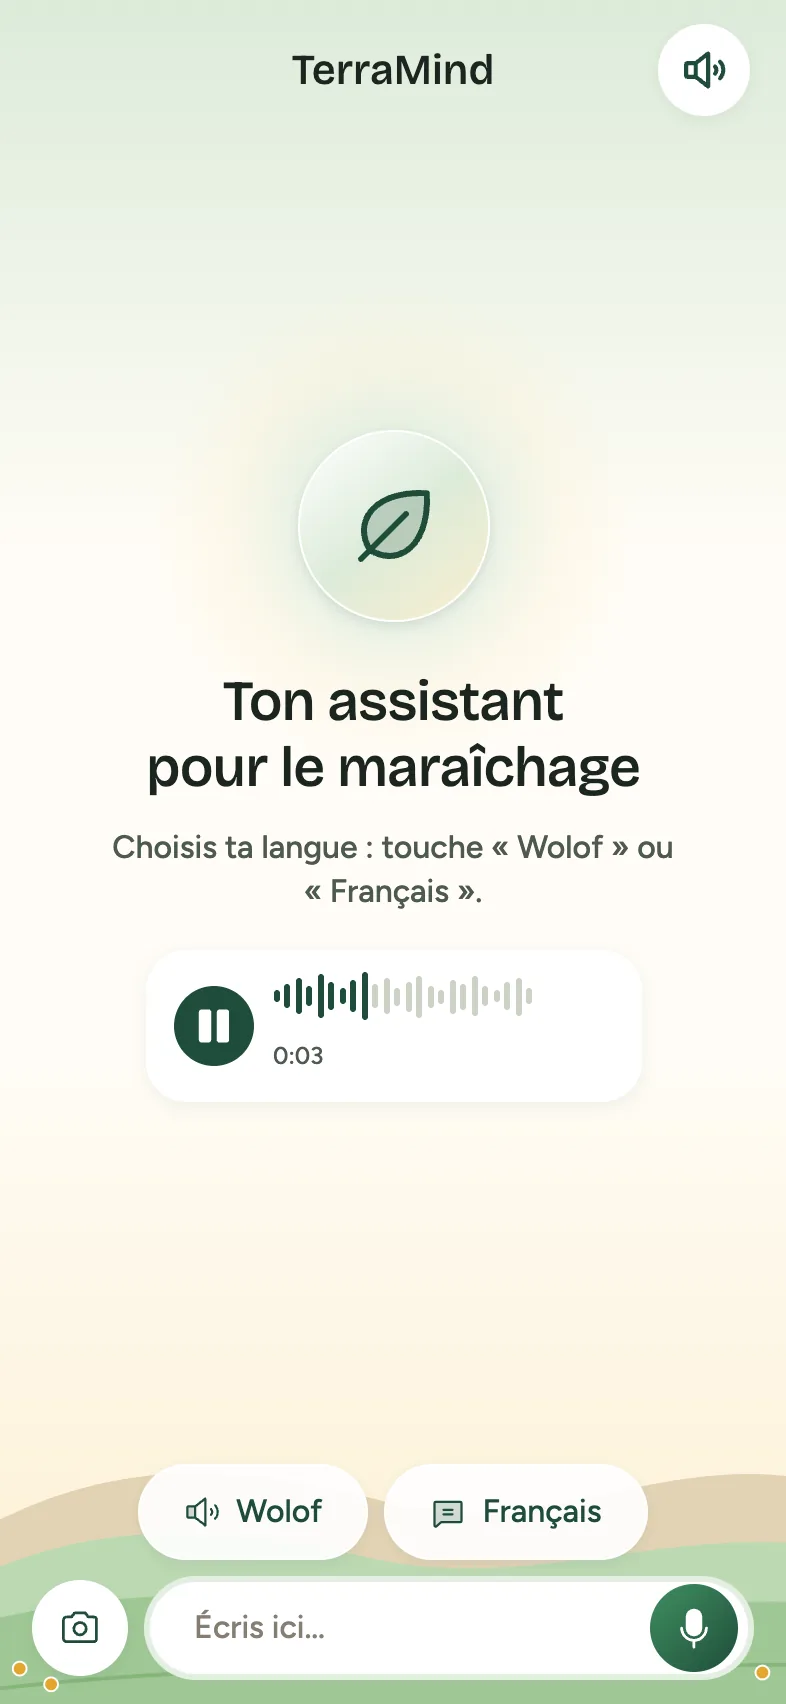 TerraMind
Ton assistant
pour le maraîchage
Choisis ta langue : touche « Wolof » ou
« Français ».
0:03
Wolof
Français
Écris ici...